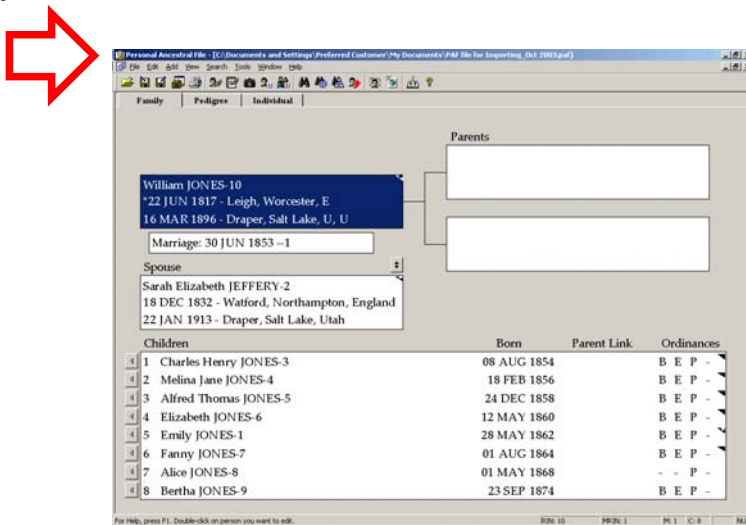 Personal Ancestral File - [C:\Documents and Settings\Preferred Customer\My Documents\PAF file for Importing_Oct 2003.paf]
File Edit Add View Search Tools Window Help
Family Pedigree Individual
Parents
William JONES-10
*22 JUN 1817 - Leigh, Worcester, E
16 MAR 1896 - Draper, Salt Lake, U, U
Marriage: 30 JUN 1853 --1
Spouse
Sarah Elizabeth JEFFERY-2
18 DEC 1832 - Watford, Northampton, England
22 JAN 1913 - Draper, Salt Lake, Utah
Children Born Parent Link Ordinances
1 Charles Henry JONES-3 08 AUG 1854 B E P -
2 Melina Jane JONES-4 18 FEB 1856 B E P -
3 Alfred Thomas JONES-5 24 DEC 1858 B E P -
4 Elizabeth JONES-6 12 MAY 1860 B E P -
5 Emily JONES-1 28 MAY 1862 B E P -
6 Fanny JONES-7 01 AUG 1864 B E P -
7 Alice JONES-8 01 MAY 1868 - - P -
8 Bertha JONES-9 23 SEP 1874 B E P -
For Help, press F1. Double-click on person you want to edit. RIN: 10 MRIN: 1 M: 1 C: 8